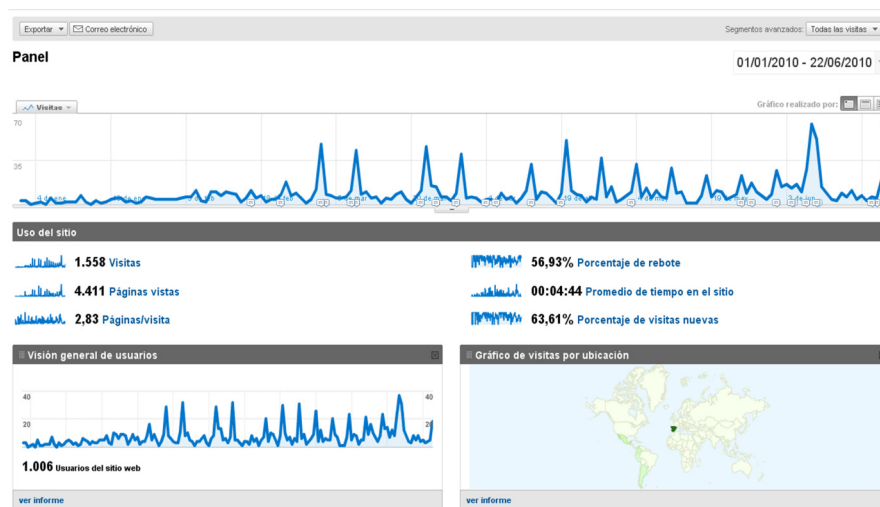 Exportar Correo electrónico Segmentos avanzados: Todas las visitas
Panel 01/01/2010 - 22/06/2010
Visitas Gráfico realizado por:
70
35
Uso del sitio
1.558 Visitas 56,93% Porcentaje de rebote
4.411 Páginas vistas 00:04:44 Promedio de tiempo en el sitio
2,83 Páginas/visita 63,61% Porcentaje de visitas nuevas
Visión general de usuarios Gráfico de visitas por ubicación
40 40
20 20
1.006 Usuarios del sitio web
ver informe ver informe